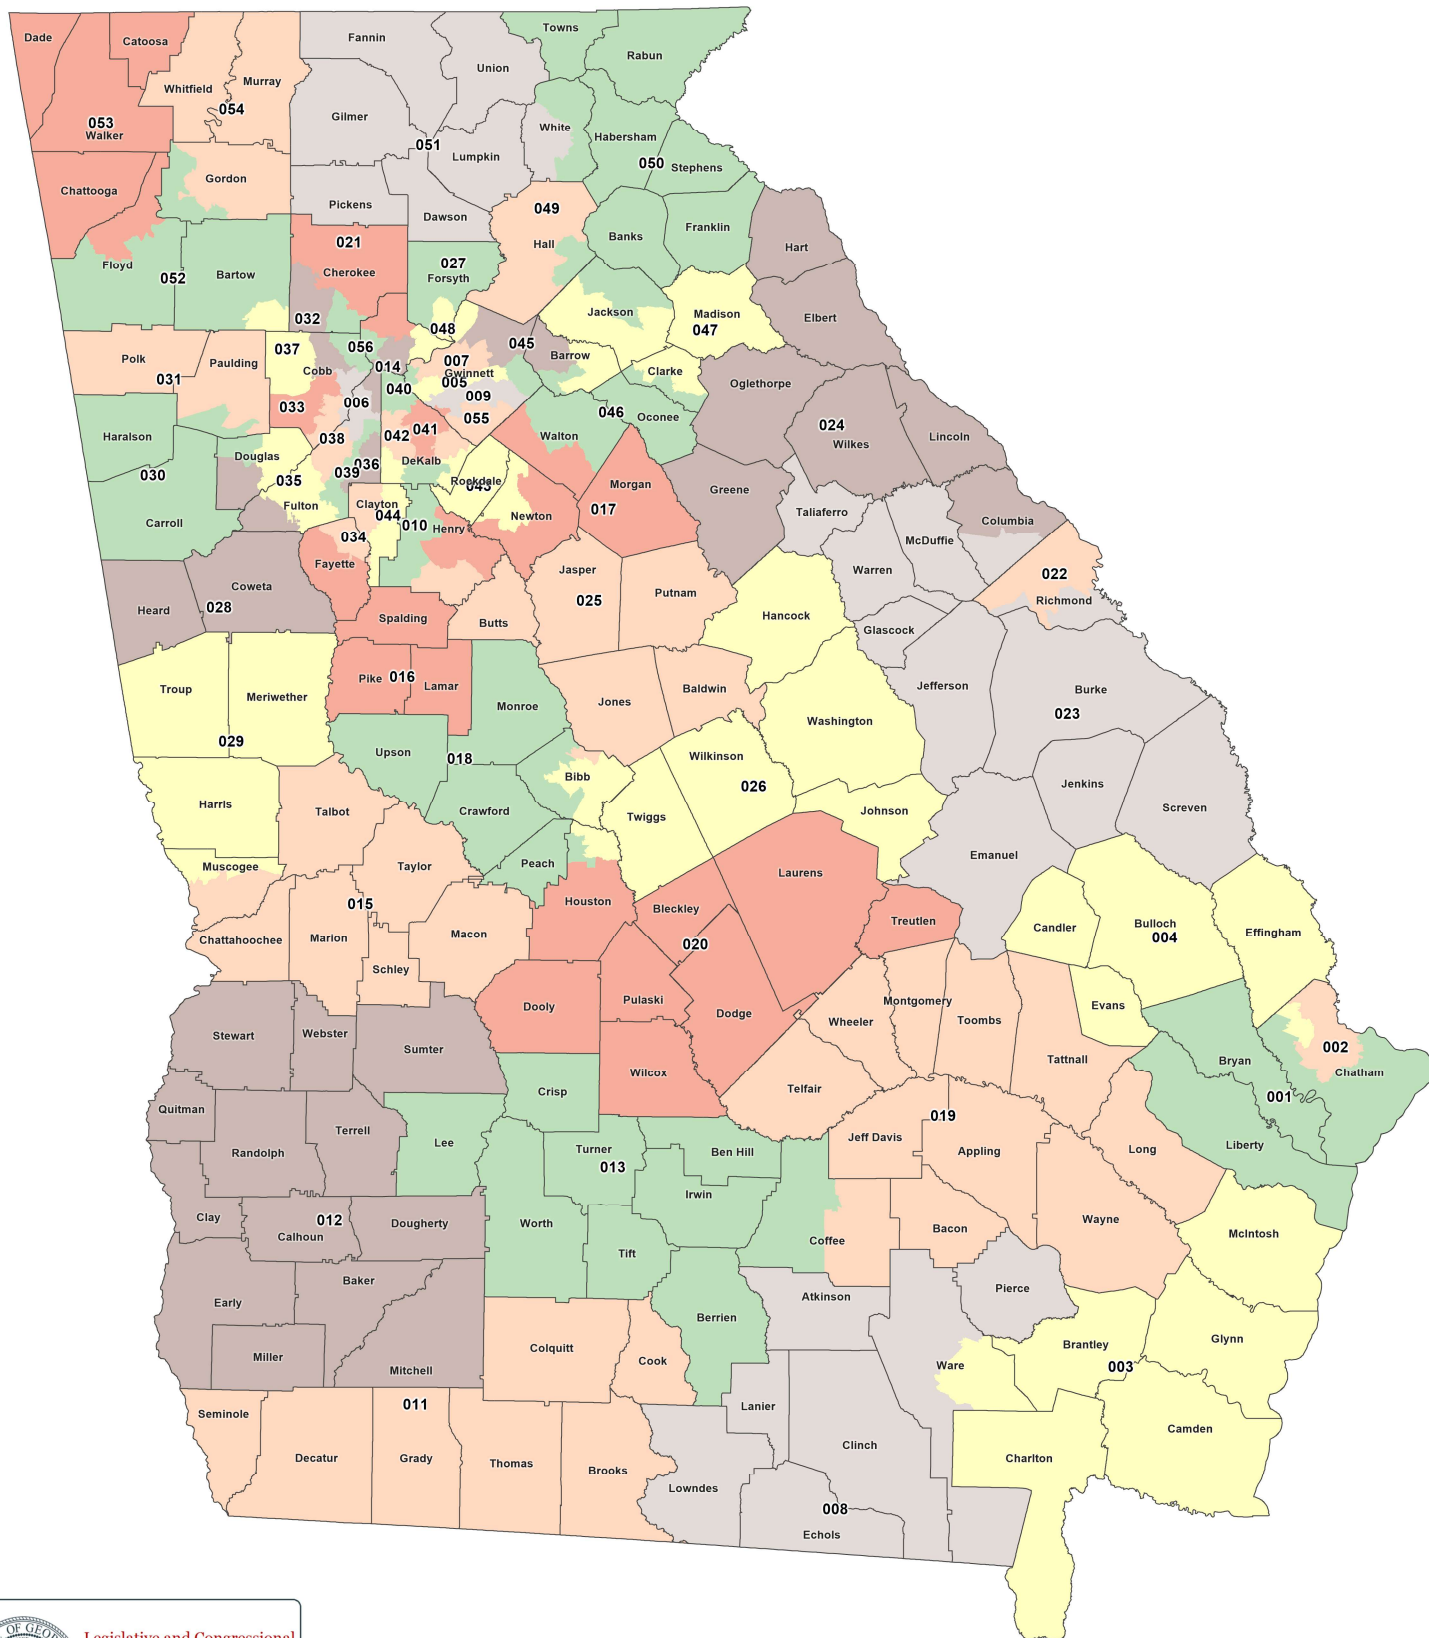 Dade
Catoosa
Whitfield
Murray
Fannin
Union
Towns
Rabun
054
053
Walker
Gilmer
051
Lumpkin
White
Habersham
050
Stephens
Chattooga
Gordon
Pickens
Dawson
049
Hall
Banks
Franklin
Hart
021
Cherokee
027
Forsyth
Floyd
052
Bartow
032
048
Jackson
Madison
047
Elbert
Polk
031
Paulding
037
Cobb
056
014
007
Gwinnett
005
045
Barrow
Clarke
Oglethorpe
040
009
006
033
055
046
Oconee
Walton
024
Wilkes
Lincoln
Haralson
030
Carroll
Douglas
035
Fulton
038
042
041
DeKalb
036
039
Rockdale
043
Newton
Morgan
017
Greene
Taliaferro
McDuffie
Columbia
Clayton
044
010
Henry
034
Fayette
Warren
022
Richmond
Heard
Coweta
028
Spalding
Butts
Jasper
025
Putnam
Hancock
Glascock
Troup
Meriwether
029
Pike
016
Lamar
Monroe
Jones
Baldwin
Washington
Jefferson
Burke
023
Upson
018
Crawford
Bibb
Wilkinson
026
Twiggs
Johnson
Jenkins
Screven
Harris
Talbot
Muscogee
Taylor
Peach
Emanuel
015
Chattahoochee
Marion
Schley
Macon
Houston
Bleckley
020
Laurens
Treutlen
Candler
Bulloch
004
Effingham
Stewart
Webster
Sumter
Dooly
Pulaski
Dodge
Wheeler
Montgomery
Toombs
Tattnall
Evans
Bryan
002
Chatham
001
Quitman
Randolph
Terrell
Lee
Crisp
Wilcox
Telfair
019
Jeff Davis
Appling
Long
Liberty
Clay
012
Calhoun
Dougherty
Worth
Turner
013
Ben Hill
Irwin
Tift
Coffee
Bacon
Wayne
McIntosh
Early
Baker
Miller
Mitchell
Colquitt
Cook
Berrien
Atkinson
Pierce
Ware
Brantley
003
Glynn
Seminole
Decatur
011
Grady
Thomas
Brooks
Lanier
Lowndes
Clinch
008
Echols
Charlton
Camden
OF GEO
Legislative and Congressional